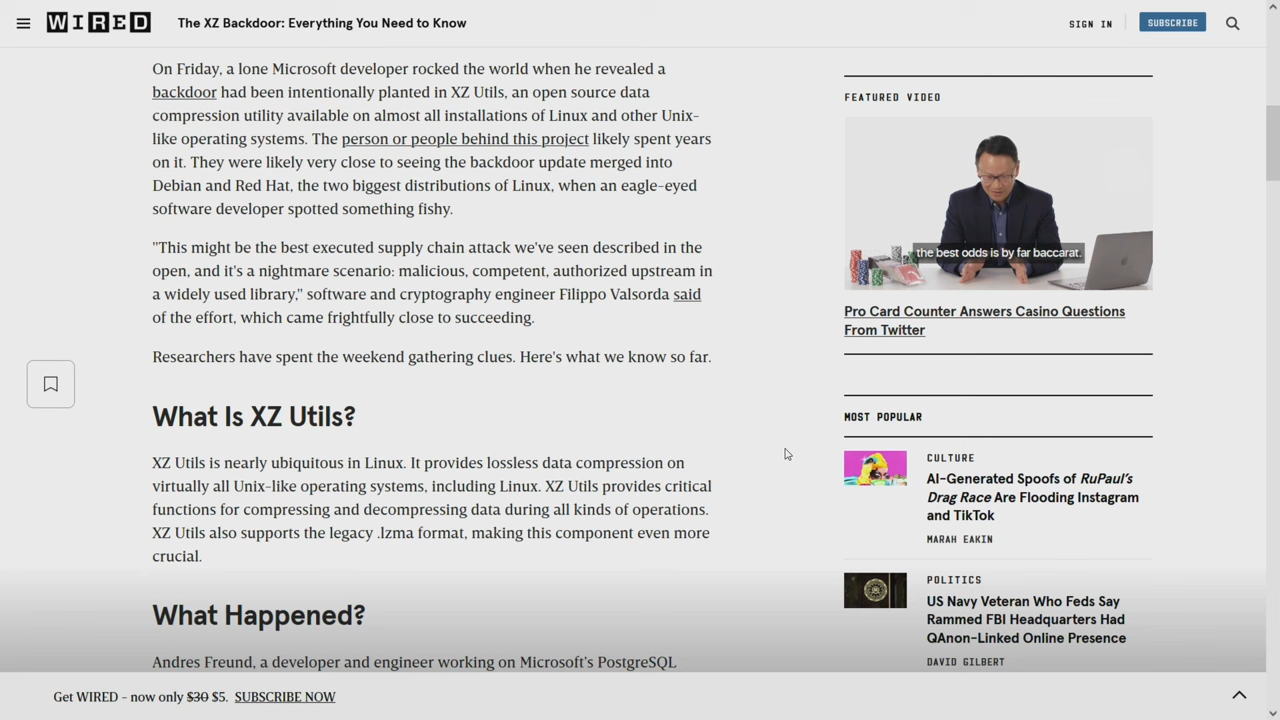 WIRED
The XZ Backdoor: Everything You Need to Know
SIGN IN
SUBSCRIBE
On Friday, a lone Microsoft developer rocked the world when he revealed a
backdoor had been intentionally planted in XZ Utils, an open source data
compression utility available on almost all installations of Linux and other Unix-
like operating systems. The person or people behind this project likely spent years
on it. They were likely very close to seeing the backdoor update merged into
Debian and Red Hat, the two biggest distributions of Linux, when an eagle-eyed
software developer spotted something fishy.
"This might be the best executed supply chain attack we've seen described in the
open, and it's a nightmare scenario: malicious, competent, authorized upstream in
a widely used library," software and cryptography engineer Filippo Valsorda said
of the effort, which came frightfully close to succeeding.
Researchers have spent the weekend gathering clues. Here's what we know so far.
What Is XZ Utils?
XZ Utils is nearly ubiquitous in Linux. It provides lossless data compression on
virtually all Unix-like operating systems, including Linux. XZ Utils provides critical
functions for compressing and decompressing data during all kinds of operations.
XZ Utils also supports the legacy .lzma format, making this component even more
crucial.
What Happened?
Andres Freund, a developer and engineer working on Microsoft's PostgreSQL
FEATURED VIDEO
the best odds is by far baccarat.
Pro Card Counter Answers Casino Questions
From Twitter
MOST POPULAR
CULTURE
AI-Generated Spoofs of RuPaul's
Drag Race Are Flooding Instagram
and TikTok
MARAH EAKIN
POLITICS
US Navy Veteran Who Feds Say
Rammed FBI Headquarters Had
QAnon-Linked Online Presence
DAVID GILBERT
Get WIRED - now only $30 $5. SUBSCRIBE NOW